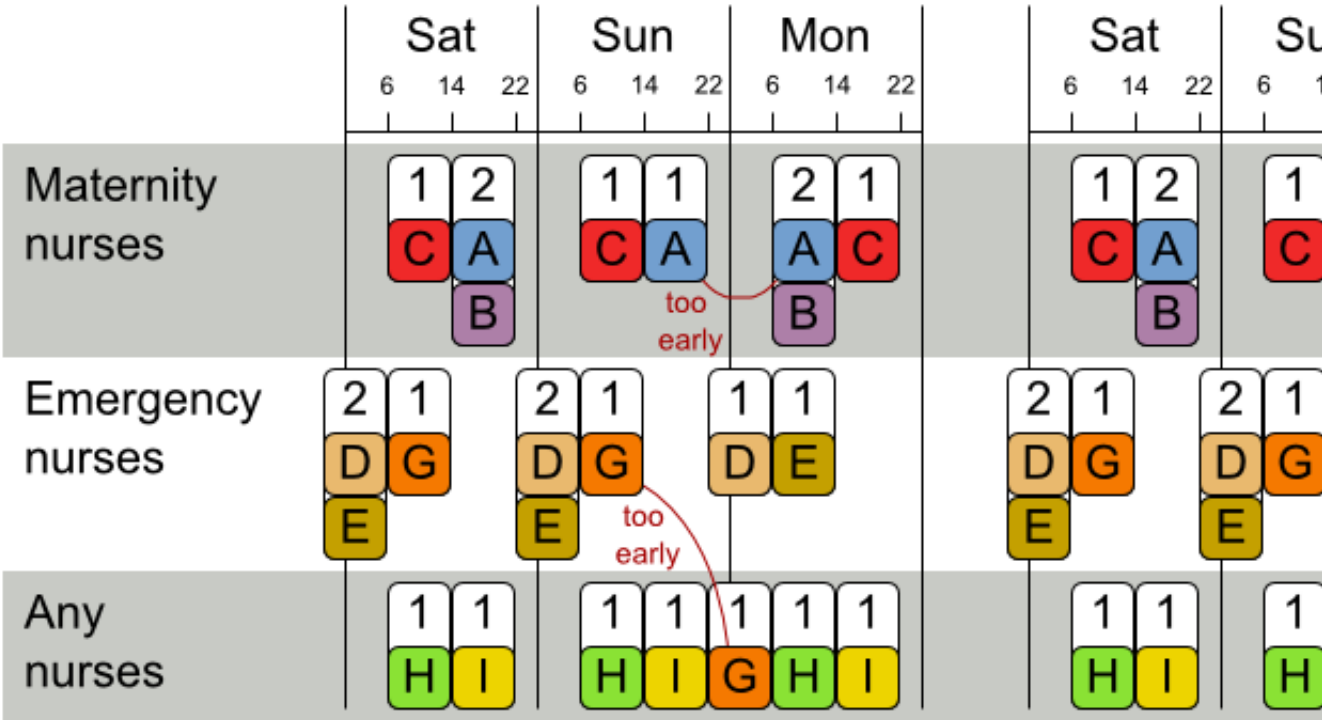 Sat Sun Mon Sat Su
6 14 22 6 14 22 6 14 22 6 14 22 6 1
Maternity
nurses
1 2 1 1 2 1 1 2 1
C A C A A C C A C
B B B
too
early
Emergency
nurses
2 1 2 1 1 1 2 1 2 1
D G D G D E D G D G
E E E E
too
early
Any
nurses
1 1 1 1 1 1 1 1 1 1
H I H I G H I H I H